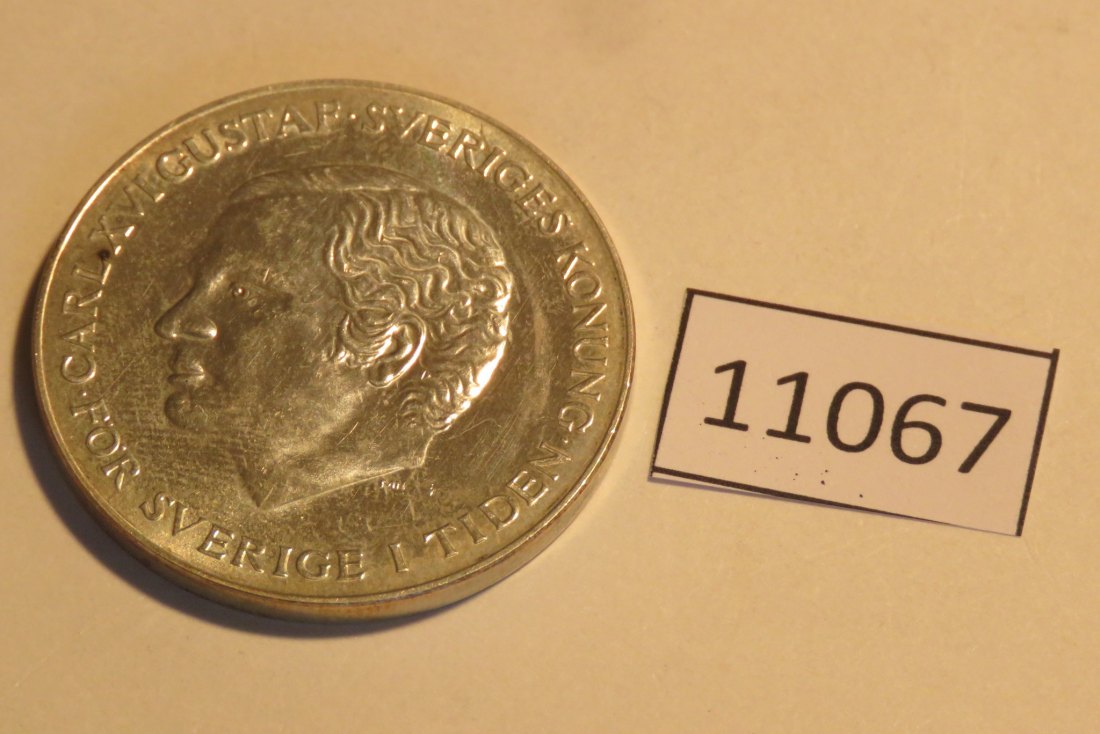 CARL XVI GUSTAF · SVERIGES KONUNG ·
FÖR SVERIGE I TIDEN ·
11067